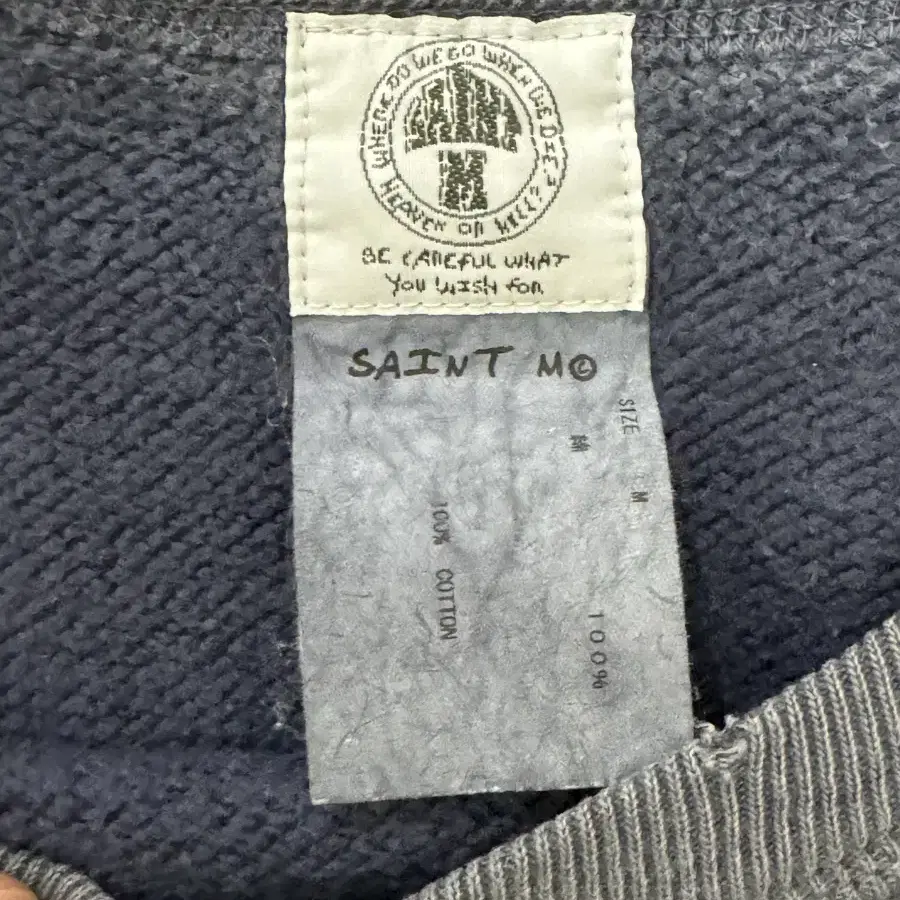 WHERE DO WE GO WHEN WE DIE?
HEAVEN OR HELL?
BE CAREFUL WHAT
YOU WISH FOR
SAINT M©
SIZE M
M
100%
100% COTTON